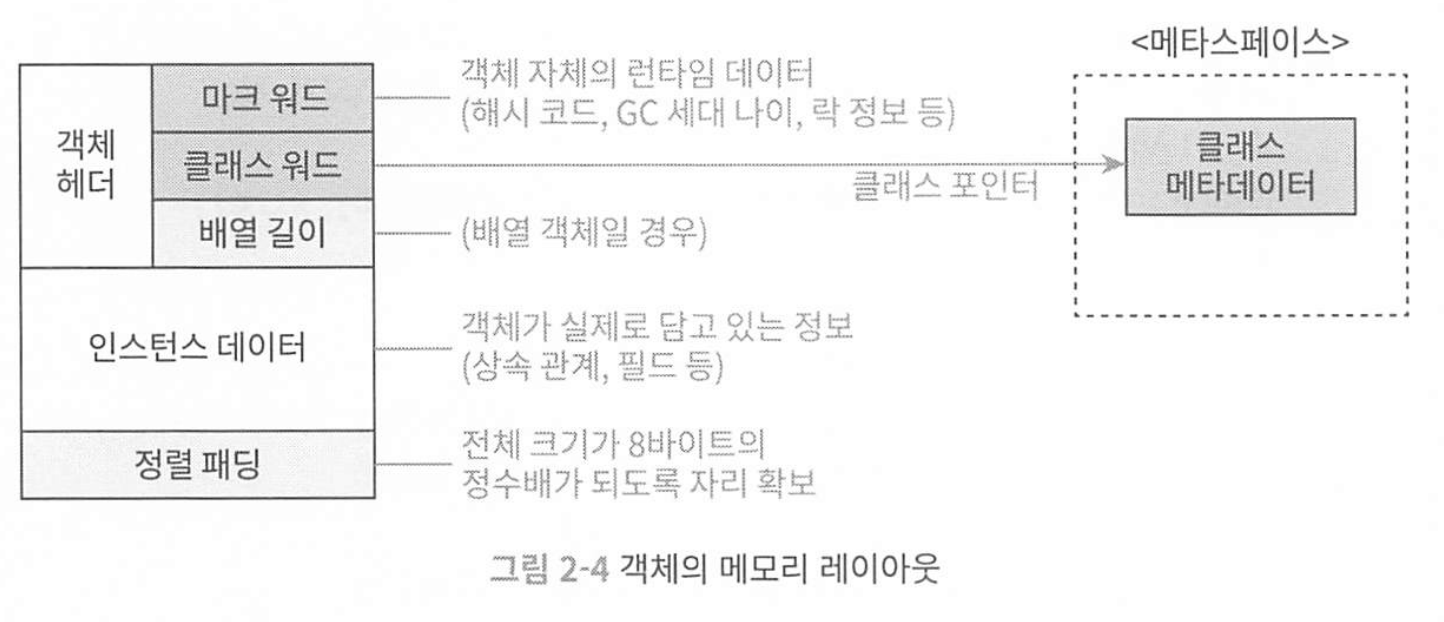 <메타스페이스>
마크 워드
객체 자체의 런타임 데이터
(해시 코드, GC 세대 나이, 락 정보 등)
객체
헤더
클래스 워드
클래스 포인터
클래스
메타데이터
배열 길이
(배열 객체일 경우)
인스턴스 데이터
객체가 실제로 담고 있는 정보
(상속 관계, 필드 등)
정렬 패딩
전체 크기가 8바이트의
정수배가 되도록 자리 확보
그림 2-4 객체의 메모리 레이아웃